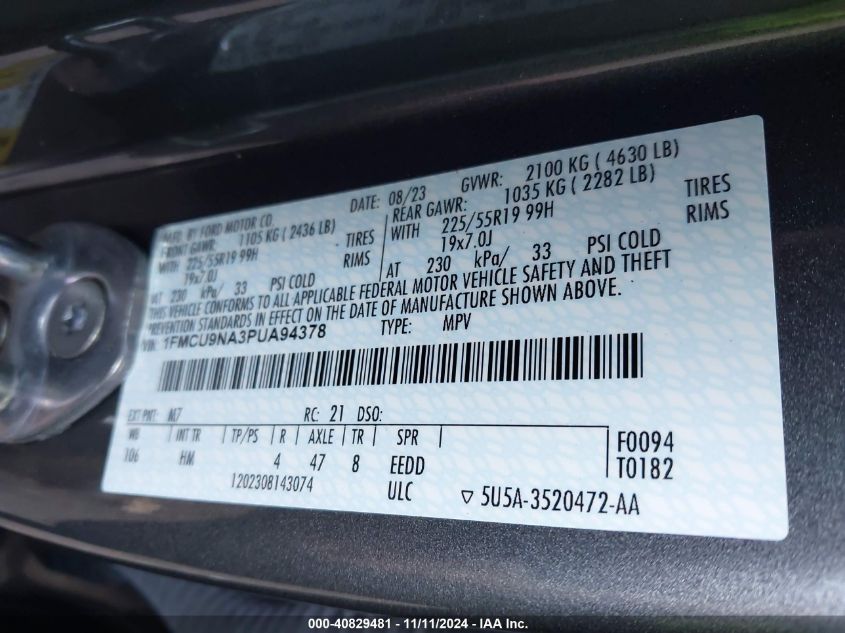 MFD. BY FORD MOTOR CO. DATE: 08/23 GVWR: 2100 KG ( 4630 LB)
FRONT GAWR: 1105 KG ( 2436 LB) REAR GAWR: 1035 KG ( 2282 LB)
WITH 225/55R19 99H TIRES WITH 225/55R19 99H TIRES
19x7.0J RIMS 19x7.0J RIMS
AT 230 kPa/ 33 PSI COLD AT 230 kPa/ 33 PSI COLD
THIS VEHICLE CONFORMS TO ALL APPLICABLE FEDERAL MOTOR VEHICLE SAFETY AND THEFT
PREVENTION STANDARDS IN EFFECT ON THE DATE OF MANUFACTURE SHOWN ABOVE.
VIN: 1FMCU9NA3PUA94378 TYPE: MPV
EXT PNT: M7 RC: 21 DSO:
WB INT TR TP/PS R AXLE TR SPR F0094
106 HM 4 47 8 EEDD T0182
1202308143074 ULC ▽ 5U5A-3520472-AA
000-40829481 - 11/11/2024 - IAA Inc.